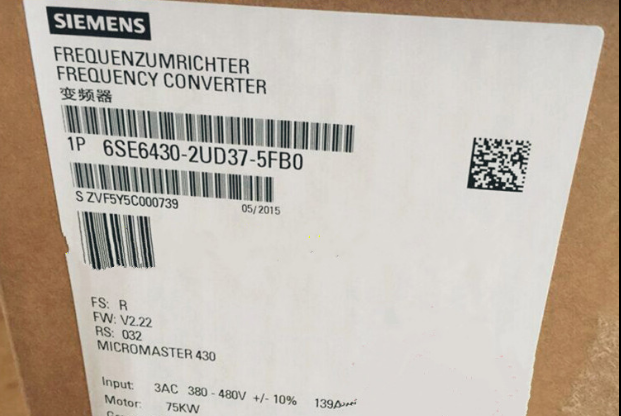 SIEMENS
FREQUENZUMRICHTER
FREQUENCY CONVERTER
变频器
1P 6SE6430-2UD37-5FB0
S ZVF5Y5C000739 05/2015
FS: R
FW: V2.22
RS: 032
MICROMASTER 430
Input: 3AC 380 - 480V +/- 10% 139A
Motor: 75KW